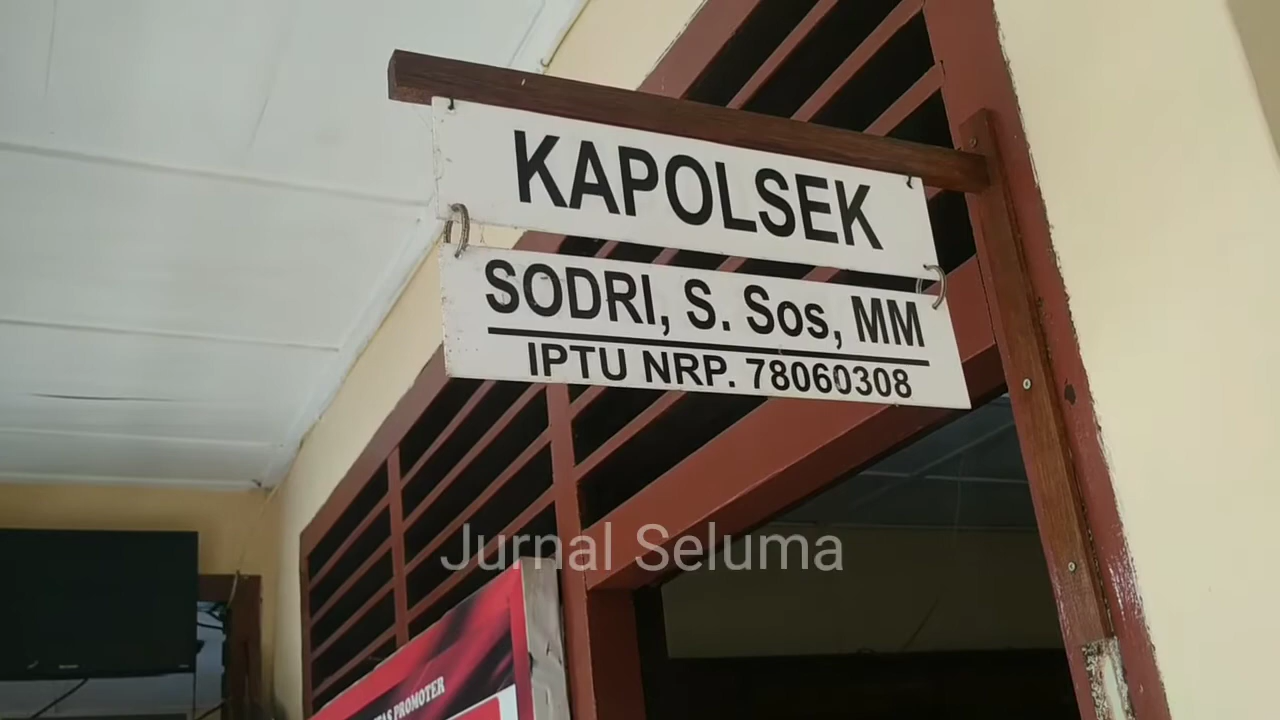 KAPOLSEK
SODRI, S. Sos, MM
IPTU NRP. 78060308
Jurnal Seluma
PROMOTER